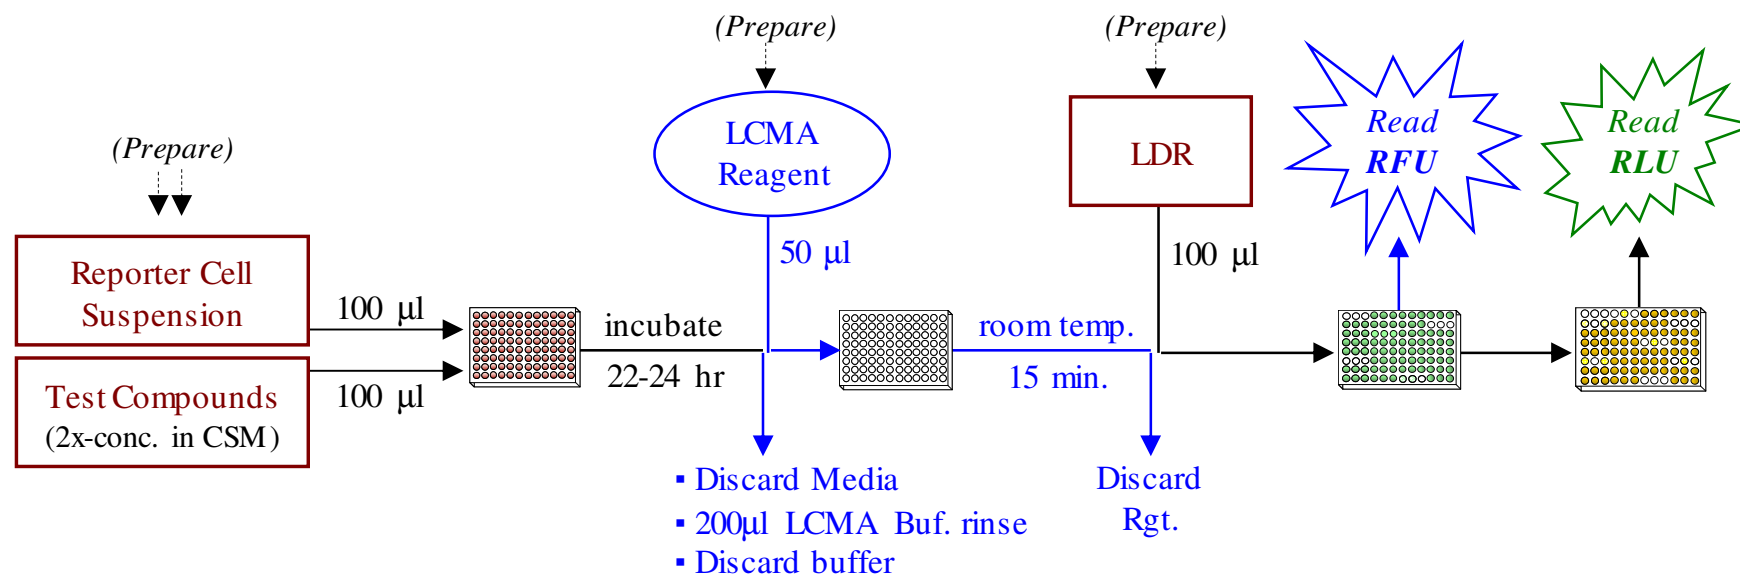 (Prepare)
Reporter Cell
Suspension
Test Compounds
(2x-conc. in CSM)
100 µl
100 µl
incubate
22-24 hr
(Prepare)
LCMA
Reagent
50 µl
▪ Discard Media
▪ 200µl LCMA Buf. rinse
▪ Discard buffer
room temp.
15 min.
(Prepare)
LDR
100 µl
Discard
Rgt.
Read
RFU
Read
RLU